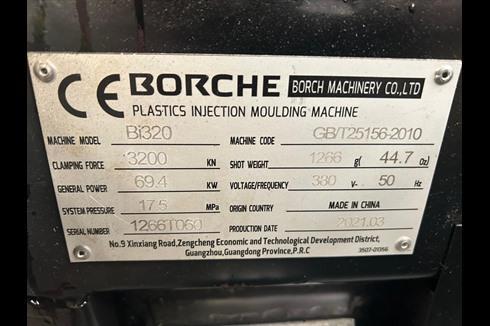 CE BORCHE BORCH MACHINERY CO.,LTD
PLASTICS INJECTION MOULDING MACHINE
MACHINE MODEL Bi320 MACHINE CODE GB/T25156-2010
CLAMPING FORCE 3200 KN SHOT WEIGHT 1266 g( 44.7 Oz)
GENERAL POWER 69.4 KW VOLTAGE/FREQUENCY 380 V- 50 Hz
SYSTEM PRESSURE 17.5 MPa ORIGIN COUNTRY MADE IN CHINA
SERIAL NUMBER 1266T060 PRODUCTION DATE 2021.03
No.9 Xinxiang Road,Zengcheng Economic and Technological Development District,
Guangzhou,Guangdong Province,P.R.C
3507-01356